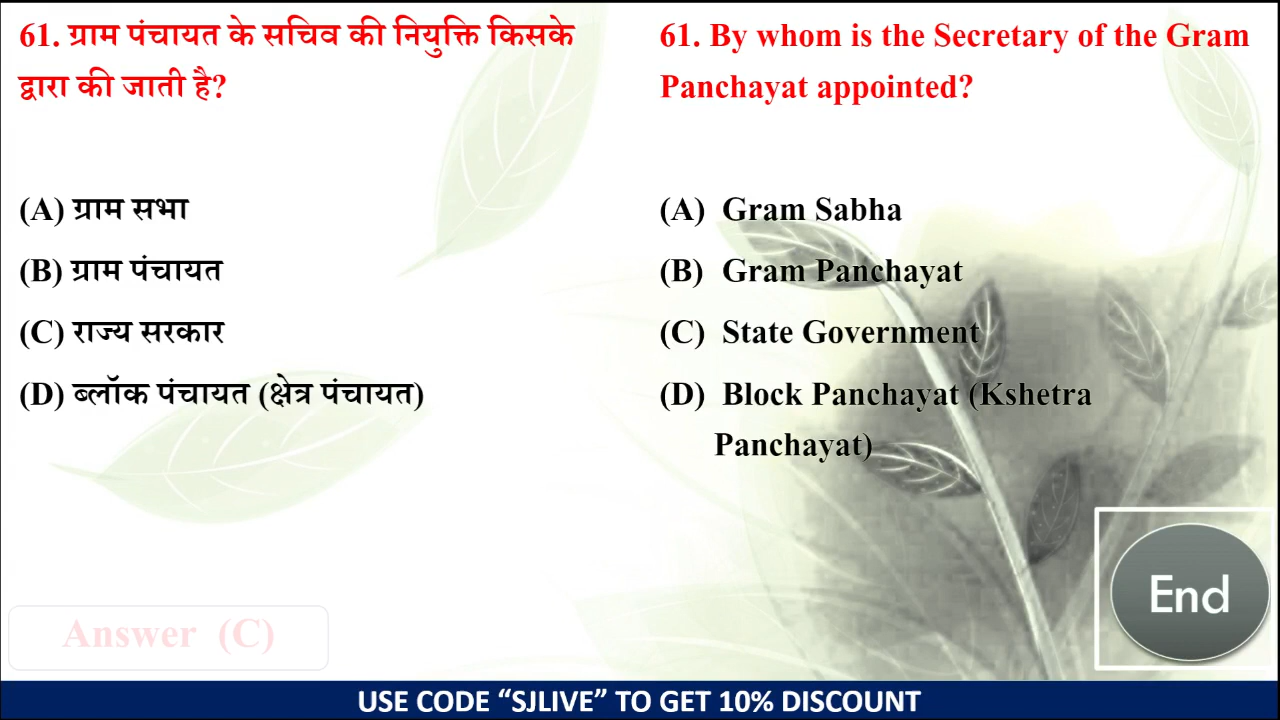 61. ग्राम पंचायत के सचिव की नियुक्ति किसके
द्वारा की जाती है?
(A) ग्राम सभा
(B) ग्राम पंचायत
(C) राज्य सरकार
(D) ब्लॉक पंचायत (क्षेत्र पंचायत)
61. By whom is the Secretary of the Gram
Panchayat appointed?
(A) Gram Sabha
(B) Gram Panchayat
(C) State Government
(D) Block Panchayat (Kshetra
Panchayat)
Answer (C)
End
USE CODE “SJLIVE” TO GET 10% DISCOUNT